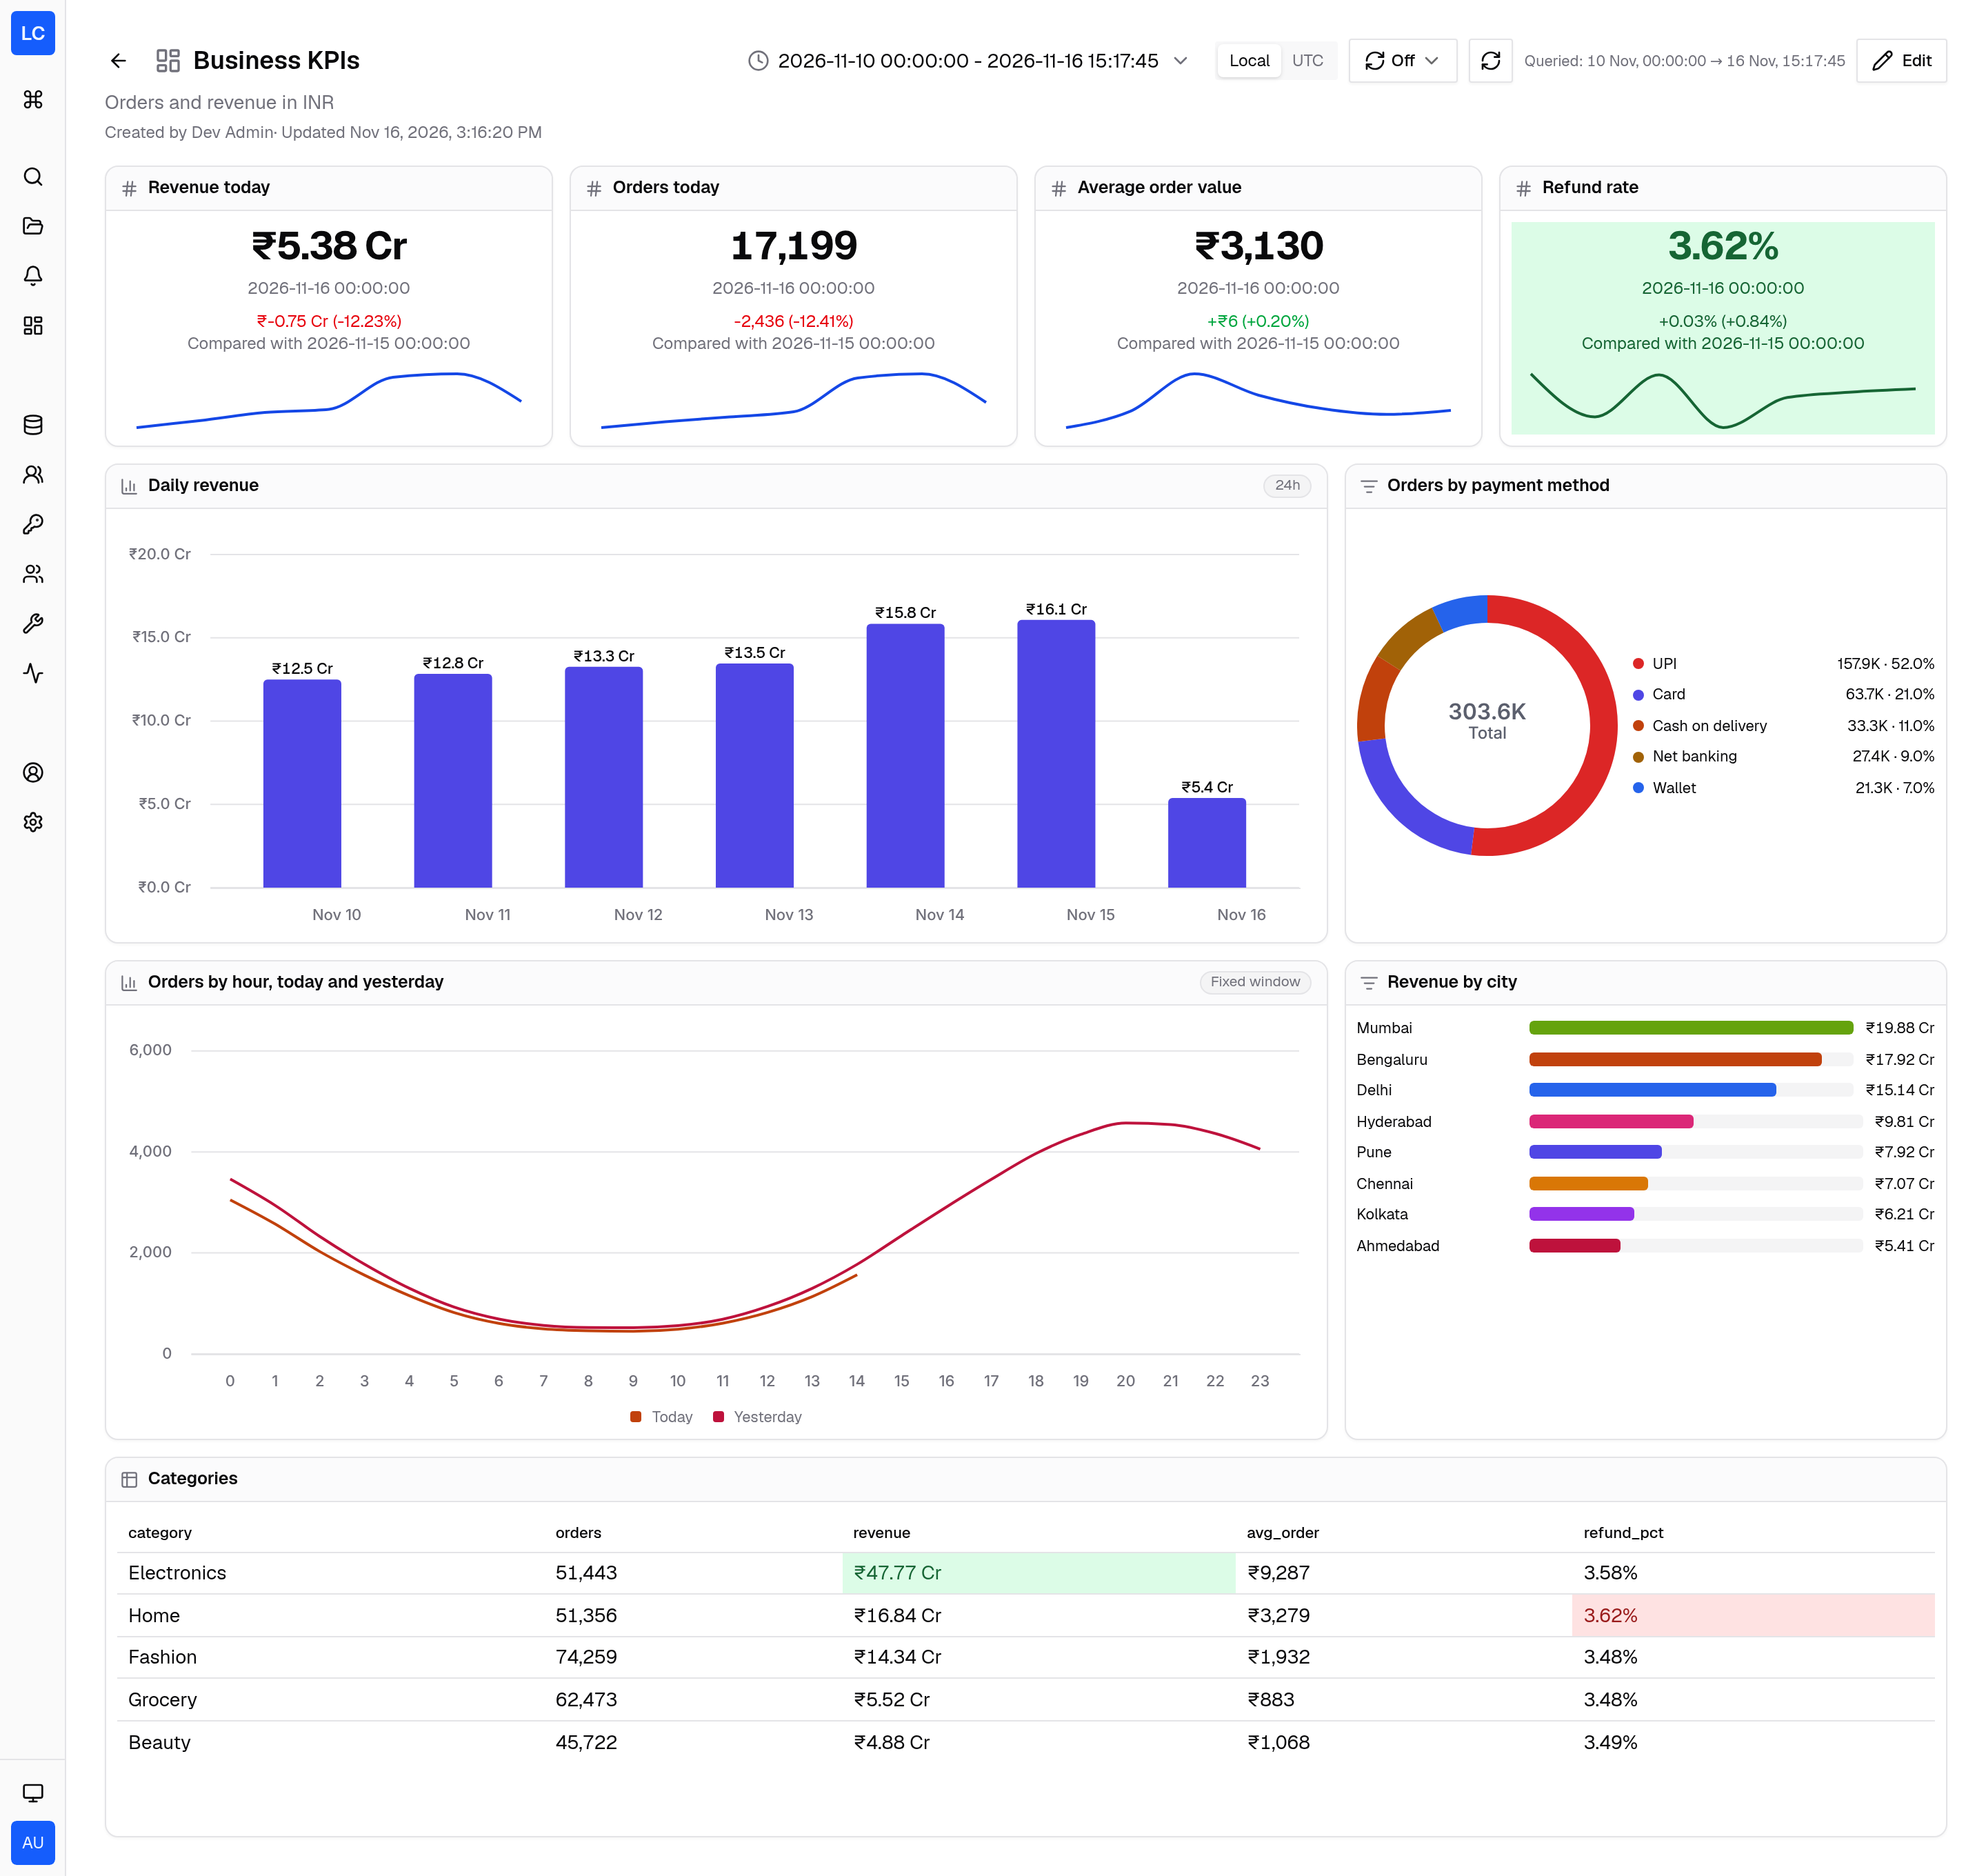 LC
Business KPIs
2026-11-10 00:00:00 - 2026-11-16 15:17:45
Local
UTC
Off
Queried: 10 Nov, 00:00:00 → 16 Nov, 15:17:45
Edit
Orders and revenue in INR
Created by Dev Admin· Updated Nov 16, 2026, 3:16:20 PM
Revenue today
₹5.38 Cr
2026-11-16 00:00:00
₹-0.75 Cr (-12.23%)
Compared with 2026-11-15 00:00:00
Orders today
17,199
2026-11-16 00:00:00
-2,436 (-12.41%)
Compared with 2026-11-15 00:00:00
Average order value
₹3,130
2026-11-16 00:00:00
+₹6 (+0.20%)
Compared with 2026-11-15 00:00:00
Refund rate
3.62%
2026-11-16 00:00:00
+0.03% (+0.84%)
Compared with 2026-11-15 00:00:00
Daily revenue
24h
₹20.0 Cr
₹15.0 Cr
₹10.0 Cr
₹5.0 Cr
₹0.0 Cr
₹12.5 Cr
₹12.8 Cr
₹13.3 Cr
₹13.5 Cr
₹15.8 Cr
₹16.1 Cr
₹5.4 Cr
Nov 10 Nov 11 Nov 12 Nov 13 Nov 14 Nov 15 Nov 16
Orders by payment method
303.6K
Total
UPI 157.9K · 52.0%
Card 63.7K · 21.0%
Cash on delivery 33.3K · 11.0%
Net banking 27.4K · 9.0%
Wallet 21.3K · 7.0%
Orders by hour, today and yesterday
Fixed window
6,000
4,000
2,000
0
0 1 2 3 4 5 6 7 8 9 10 11 12 13 14 15 16 17 18 19 20 21 22 23
Today Yesterday
Revenue by city
Mumbai ₹19.88 Cr
Bengaluru ₹17.92 Cr
Delhi ₹15.14 Cr
Hyderabad ₹9.81 Cr
Pune ₹7.92 Cr
Chennai ₹7.07 Cr
Kolkata ₹6.21 Cr
Ahmedabad ₹5.41 Cr
Categories
category orders revenue avg_order refund_pct
Electronics 51,443 ₹47.77 Cr ₹9,287 3.58%
Home 51,356 ₹16.84 Cr ₹3,279 3.62%
Fashion 74,259 ₹14.34 Cr ₹1,932 3.48%
Grocery 62,473 ₹5.52 Cr ₹883 3.48%
Beauty 45,722 ₹4.88 Cr ₹1,068 3.49%
AU